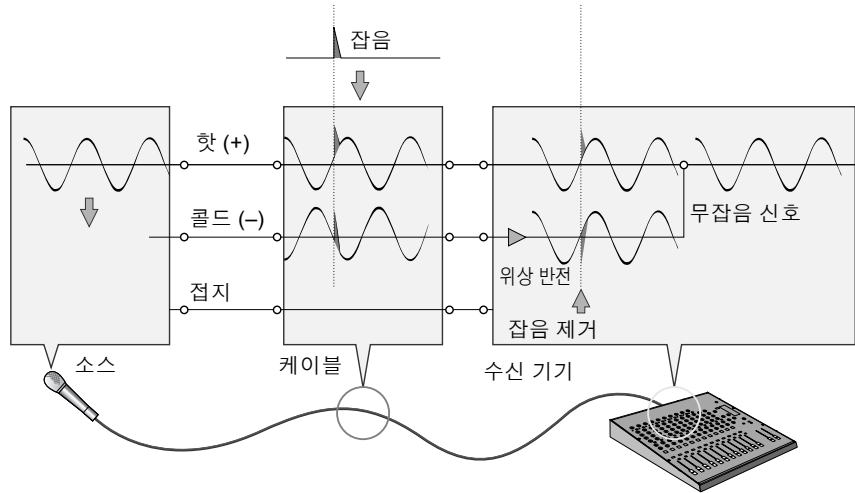 잡음
핫 (+)
콜드 (–)
무잡음 신호
위상 반전
접지
잡음 제거
소스
케이블
수신 기기